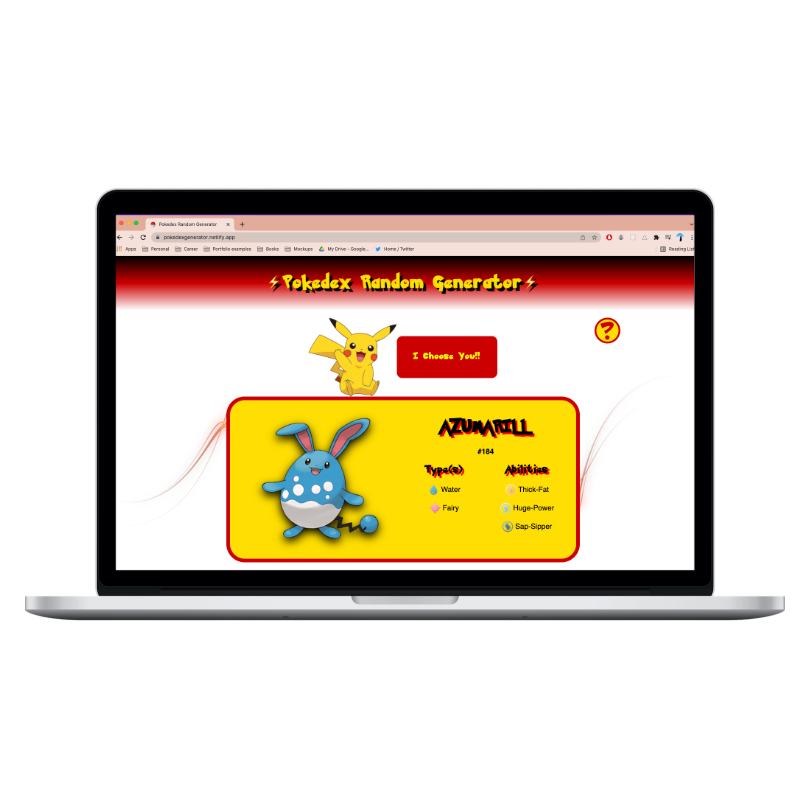 Pokedex Random Generator
pokedexgenerator.netlify.app
Apps Personal Career Portfolio examples Books Mockups My Drive - Google... Home / Twitter Reading List
Pokedex Random Generator
?
I Choose You!!
AZUMARILL
#184
Type(s) Abilities
Water Thick-Fat
Fairy Huge-Power
Sap-Sipper